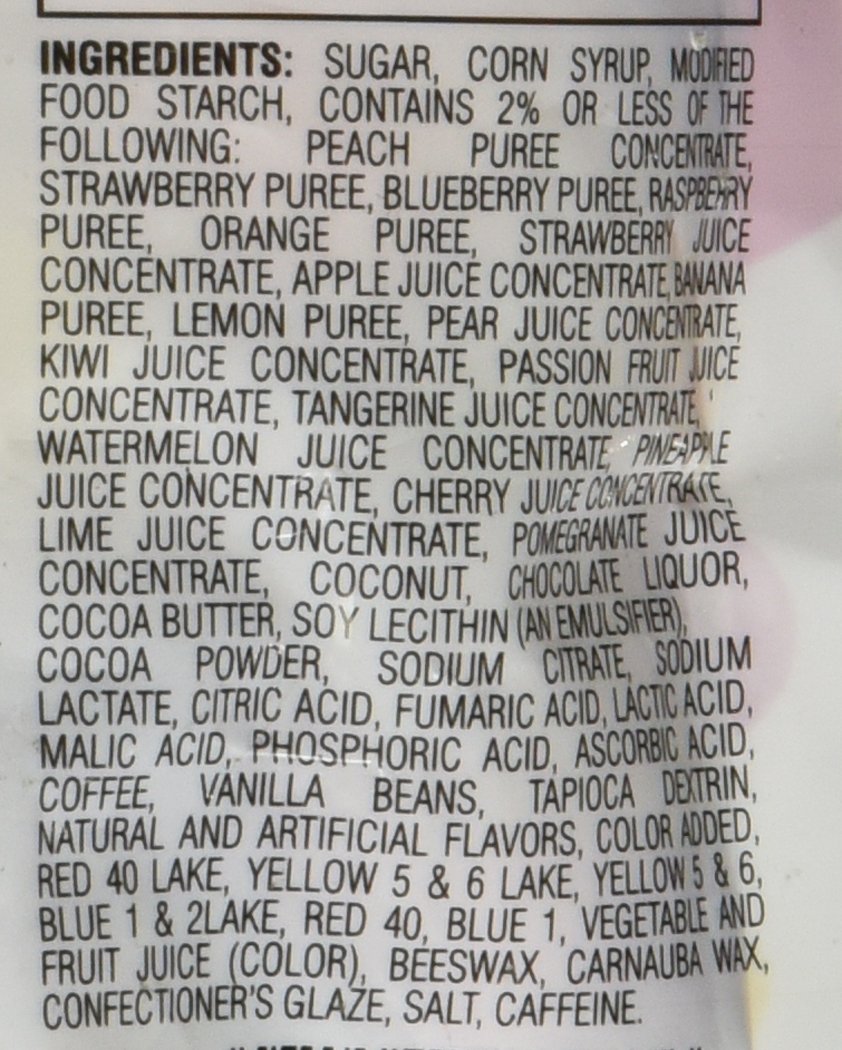 INGREDIENTS: SUGAR, CORN SYRUP, MODIFIED
FOOD STARCH, CONTAINS 2% OR LESS OF THE
FOLLOWING: PEACH PUREE CONCENTRATE,
STRAWBERRY PUREE, BLUEBERRY PUREE, RASPBERRY
PUREE, ORANGE PUREE, STRAWBERRY JUICE
CONCENTRATE, APPLE JUICE CONCENTRATE, BANANA
PUREE, LEMON PUREE, PEAR JUICE CONCENTRATE,
KIWI JUICE CONCENTRATE, PASSION FRUIT JUICE
CONCENTRATE, TANGERINE JUICE CONCENTRATE,
WATERMELON JUICE CONCENTRATE, PINEAPPLE
JUICE CONCENTRATE, CHERRY JUICE CONCENTRATE,
LIME JUICE CONCENTRATE, POMEGRANATE JUICE
CONCENTRATE, COCONUT, CHOCOLATE LIQUOR,
COCOA BUTTER, SOY LECITHIN (AN EMULSIFIER),
COCOA POWDER, SODIUM CITRATE, SODIUM
LACTATE, CITRIC ACID, FUMARIC ACID, LACTIC ACID,
MALIC ACID, PHOSPHORIC ACID, ASCORBIC ACID,
COFFEE, VANILLA BEANS, TAPIOCA DEXTRIN,
NATURAL AND ARTIFICIAL FLAVORS, COLOR ADDED,
RED 40 LAKE, YELLOW 5 & 6 LAKE, YELLOW 5 & 6,
BLUE 1 & 2LAKE, RED 40, BLUE 1, VEGETABLE AND
FRUIT JUICE (COLOR), BEESWAX, CARNAUBA WAX,
CONFECTIONER'S GLAZE, SALT, CAFFEINE.